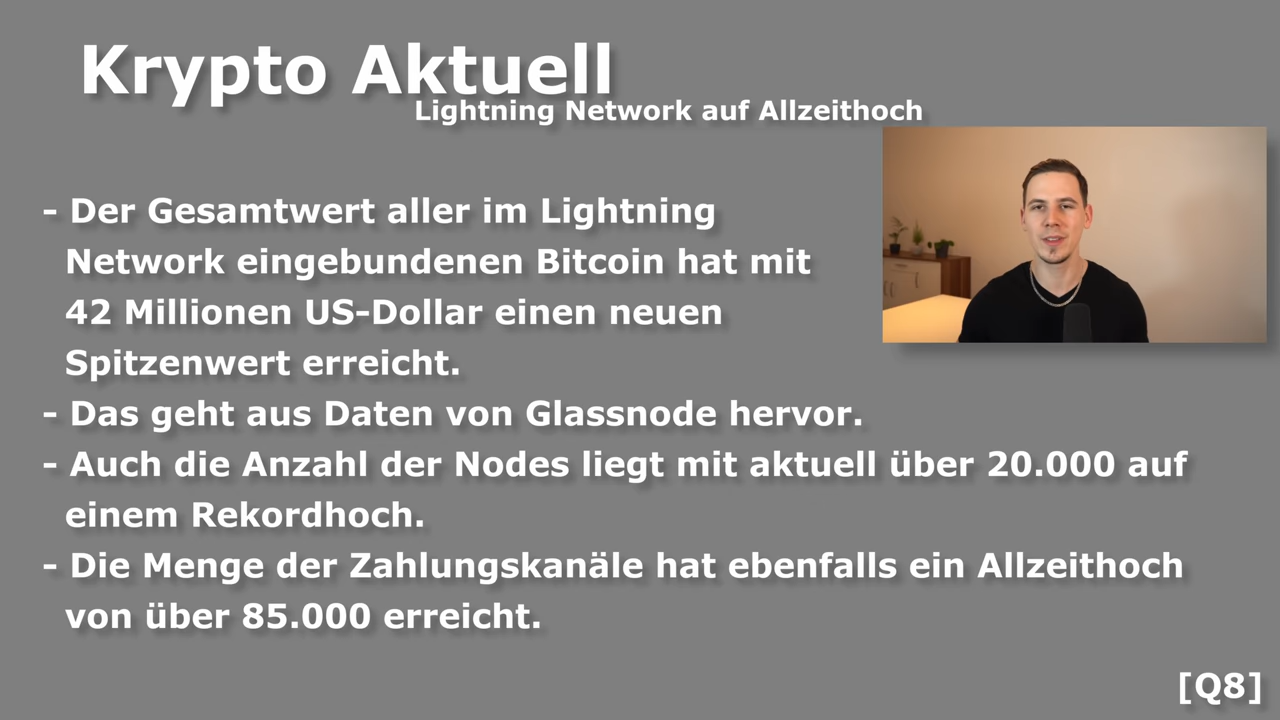 Krypto Aktuell
Lightning Network auf Allzeithoch
- Der Gesamtwert aller im Lightning
Network eingebundenen Bitcoin hat mit
42 Millionen US-Dollar einen neuen
Spitzenwert erreicht.
- Das geht aus Daten von Glassnode hervor.
- Auch die Anzahl der Nodes liegt mit aktuell über 20.000 auf
einem Rekordhoch.
- Die Menge der Zahlungskanäle hat ebenfalls ein Allzeithoch
von über 85.000 erreicht.
[Q8]